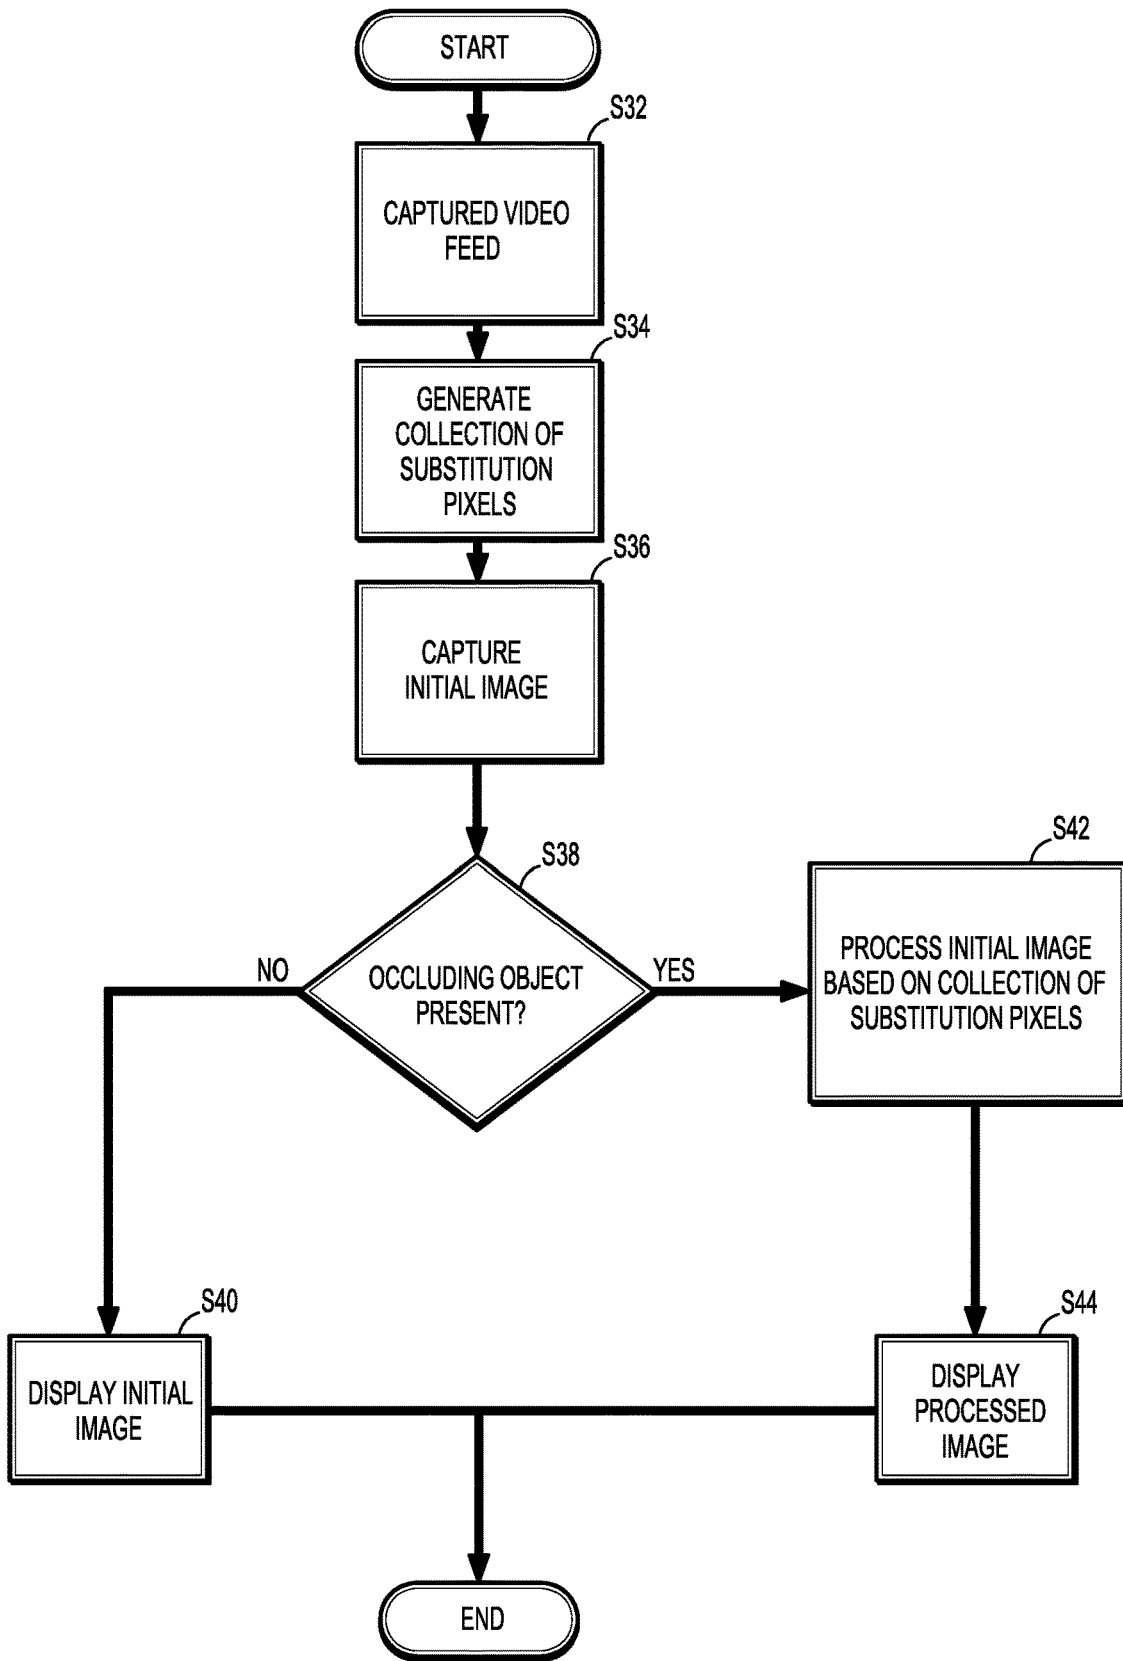 START
S32
CAPTURED VIDEO
FEED
S34
GENERATE
COLLECTION OF
SUBSTITUTION
PIXELS
S36
CAPTURE
INITIAL IMAGE
S38
OCCLUDING OBJECT
PRESENT?
NO
YES
S42
PROCESS INITIAL IMAGE
BASED ON COLLECTION OF
SUBSTITUTION PIXELS
S40
DISPLAY INITIAL
IMAGE
S44
DISPLAY
PROCESSED
IMAGE
END